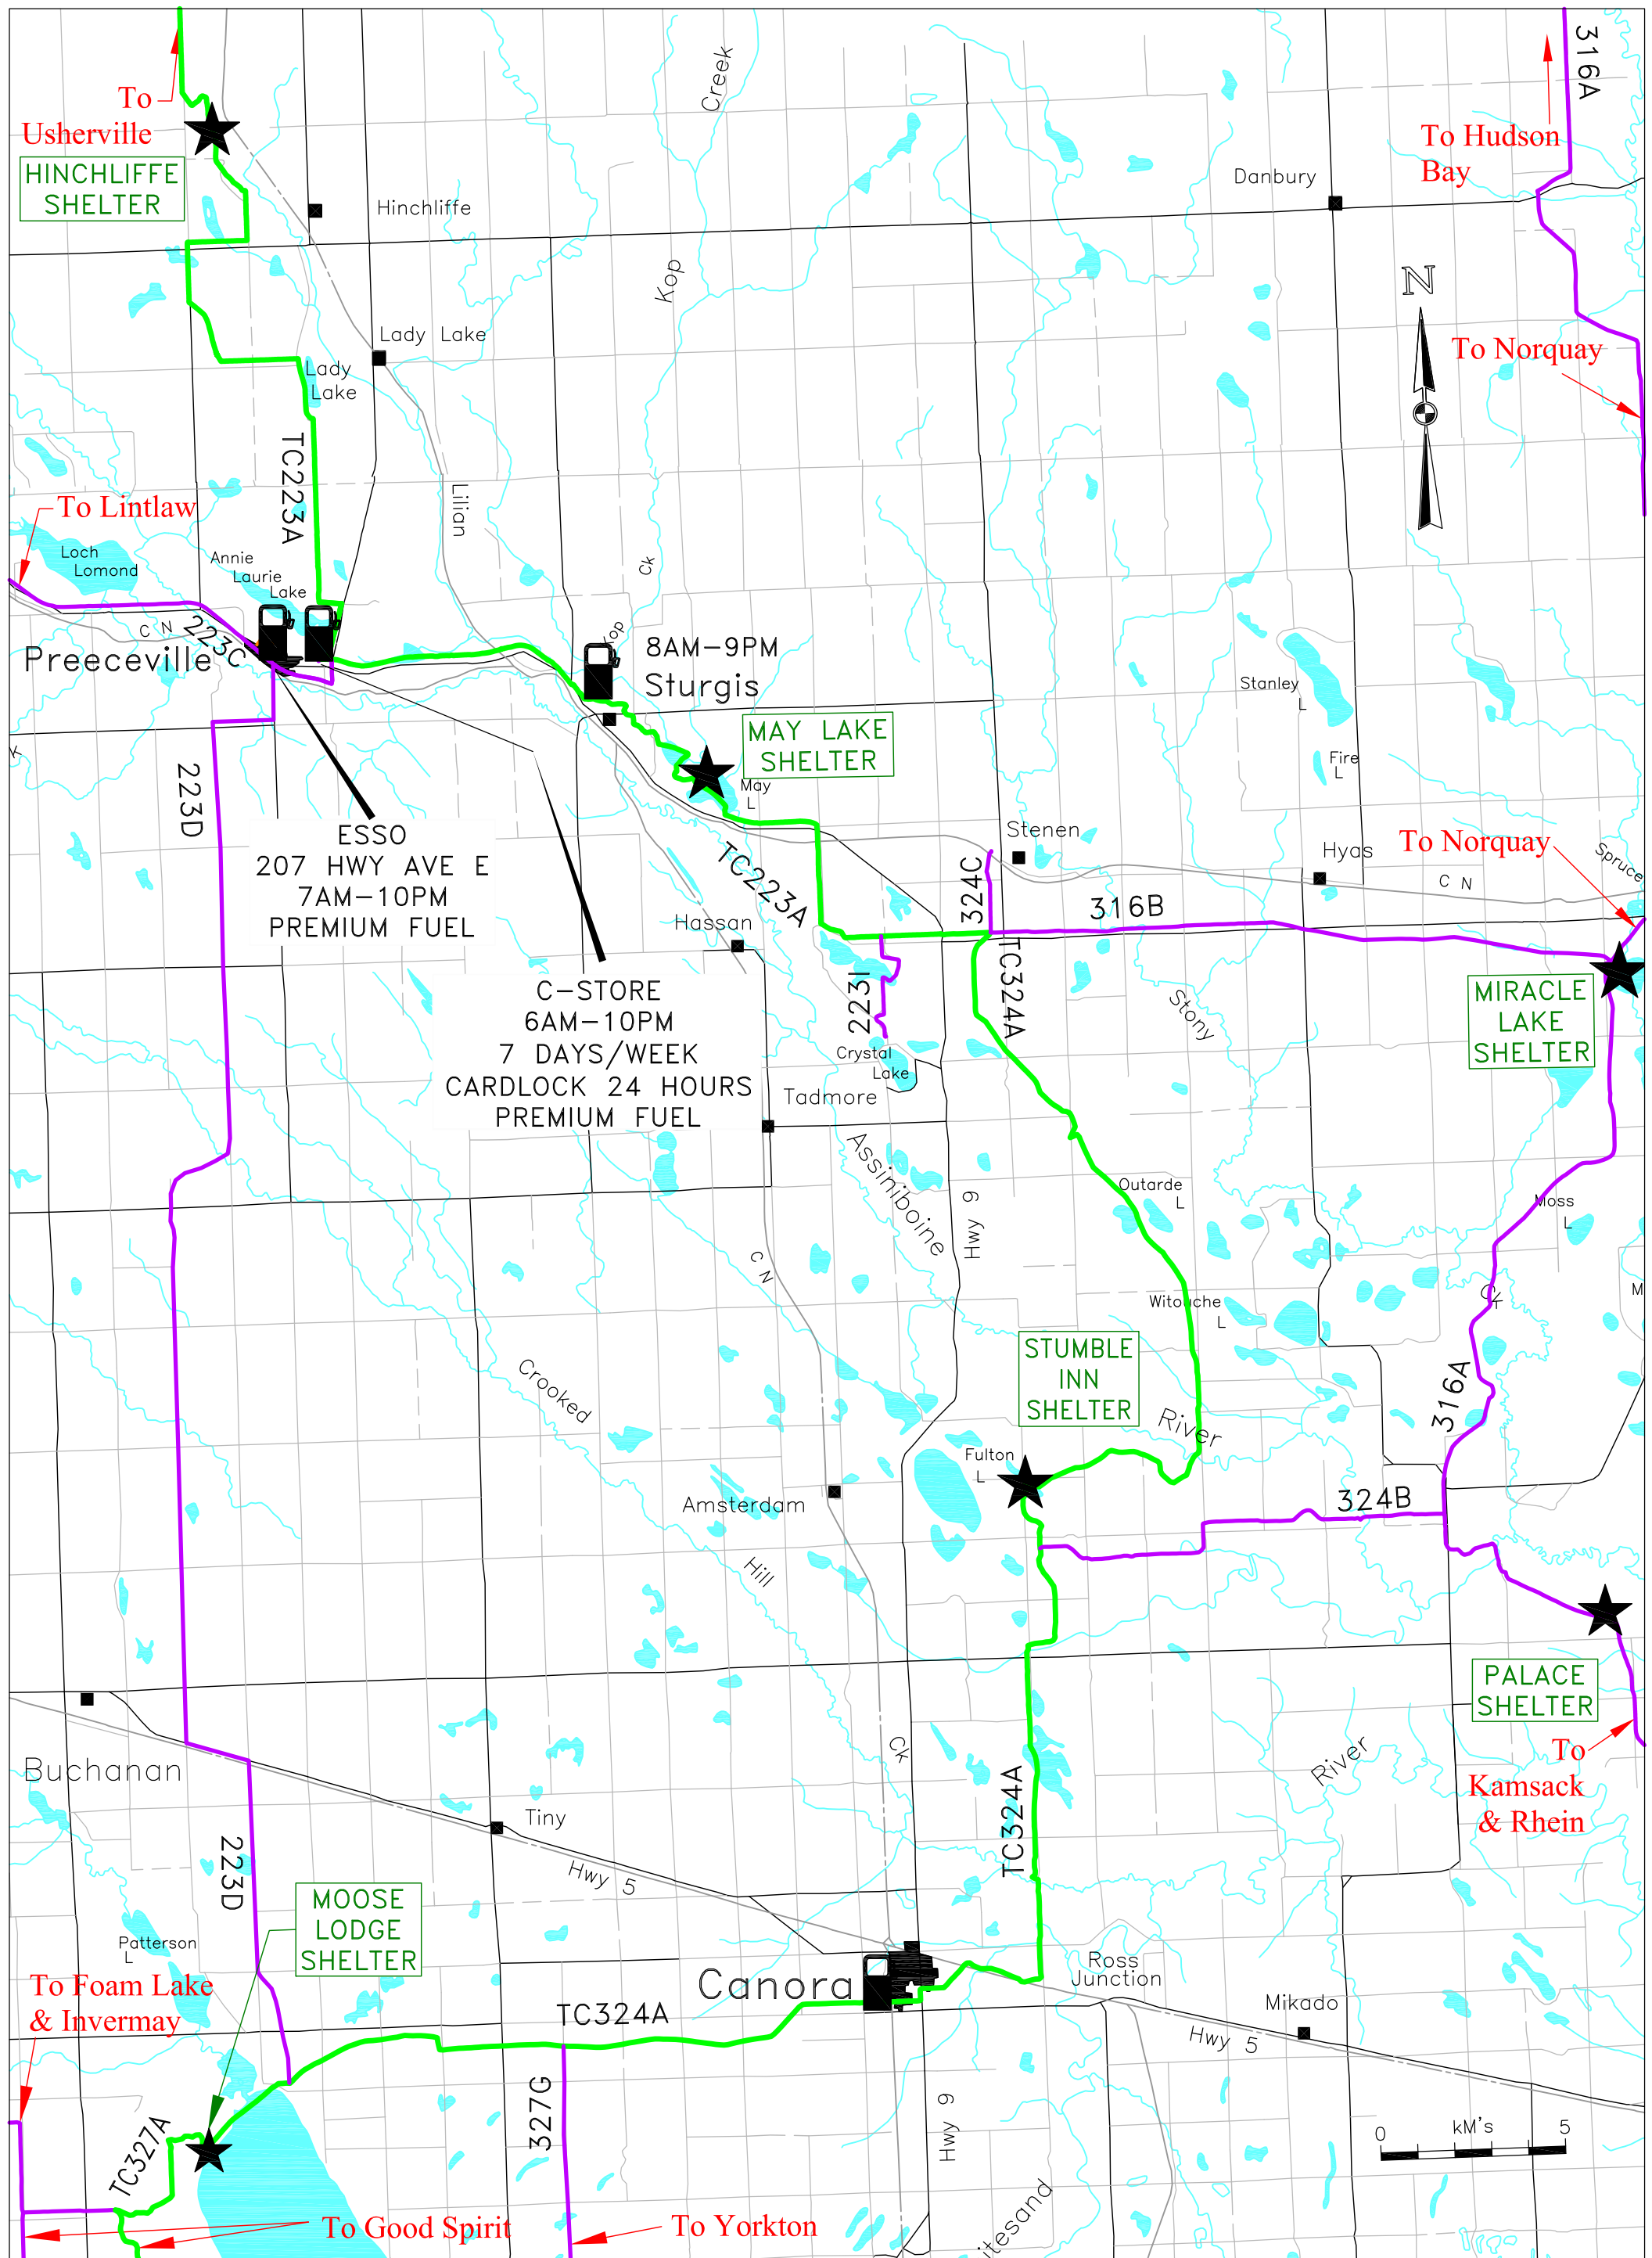 316A
Creek
To
Usherville
To Hudson
Bay
HINCHLIFFE
SHELTER
Danbury
Hinchliffe
Kop
N
Lady Lake
To Norquay
Lady
Lake
TC223A
Lilian
To Lintlaw
Loch
Lomond
Annie
Laurie
Lake
Ck
C N
223C
Kop
8AM-9PM
Preeceville
Sturgis
Stanley
L
MAY LAKE
SHELTER
k
Fire
L
May
L
223D
ESSO
207 HWY AVE E
7AM-10PM
PREMIUM FUEL
Stenen
Hyas
To Norquay
Spruce
C N
TC223A
324C
316B
Hassan
TC324A
223I
C-STORE
6AM-10PM
7 DAYS/WEEK
CARDLOCK 24 HOURS
PREMIUM FUEL
Stony
MIRACLE
LAKE
SHELTER
Crystal
Lake
Tadmore
Assiniboine
Hwy 9
Outarde
L
Moss
L
C N
Witouche
L
Ck
M
STUMBLE
INN
SHELTER
Crooked
316A
River
Fulton
L
Amsterdam
324B
Hill
PALACE
SHELTER
Ck
River
To
Kamsack
& Rhein
Buchanan
TC324A
Tiny
Hwy 5
223D
MOOSE
LODGE
SHELTER
Patterson
L
Ross
Junction
To Foam Lake
& Invermay
Canora
TC324A
Mikado
Hwy 5
327G
Hwy 9
TC327A
0 kM's 5
To Good Spirit
To Yorkton
itesand